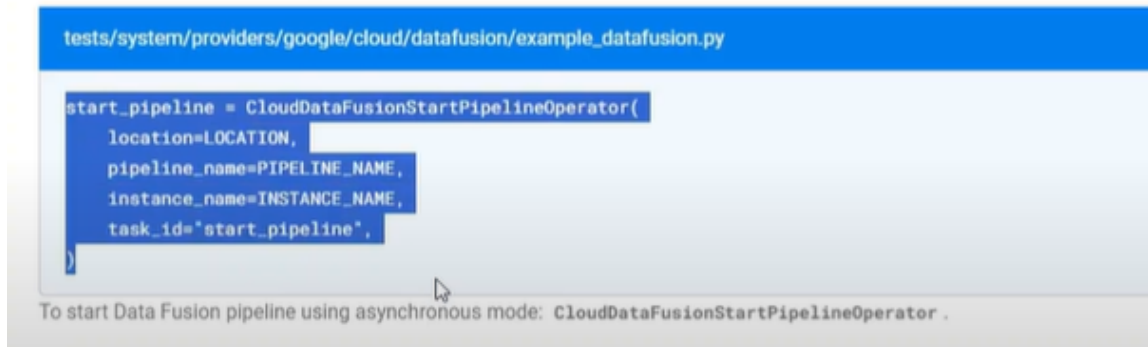 tests/system/providers/google/cloud/datafusion/example_datafusion.py
start_pipeline = CloudDataFusionStartPipelineOperator(
    location=LOCATION,
    pipeline_name=PIPELINE_NAME,
    instance_name=INSTANCE_NAME,
    task_id="start_pipeline",
)
To start Data Fusion pipeline using asynchronous mode: CloudDataFusionStartPipelineOperator .